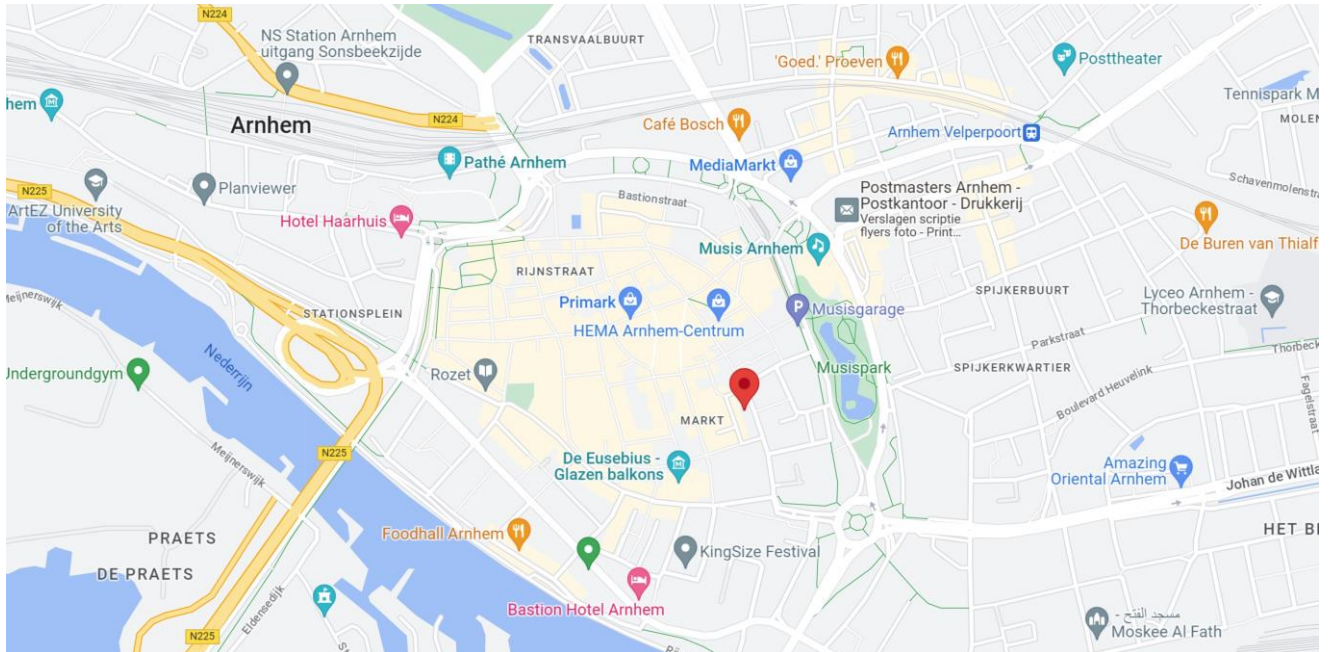 N224
NS Station Arnhem
uitgang Sonsbeekzijde
TRANSVAALBUURT
'Goed.' Proeven
Posttheater
Tennispark M
MOLEN
hem
Arnhem
N224
Café Bosch
Arnhem Velperpoort
Pathé Arnhem
MediaMarkt
N225
Planviewer
ArtEZ University
of the Arts
Bastionstraat
Postmasters Arnhem -
Postkantoor - Drukkerij
Verslagen scriptie
flyers foto - Print...
Schavenmolenstra
Hotel Haarhuis
Musis Arnhem
De Buren van Thialf
RIJNSTRAAT
Meijnerswijk
STATIONSPLEIN
Primark
HEMA Arnhem-Centrum
P
Musisgarage
SPIJKERBUURT
Lyceo Arnhem -
Thorbeckestraat
Parkstraat
Nederrijn
Undergroundgym
Rozet
Musispark
SPIJKERKWARTIER
Thorbeck
Boulevard Heuvelink
Fagelstraat
MARKT
N225
Meijnerswijk
De Eusebius -
Glazen balkons
Amazing
Oriental Arnhem
Johan de Wittla
PRAETS
DE PRAETS
Foodhall Arnhem
KingSize Festival
HET BR
Bastion Hotel Arnhem
Eldensedijk
N225
مسجد الفتح -
Moskee Al Fath